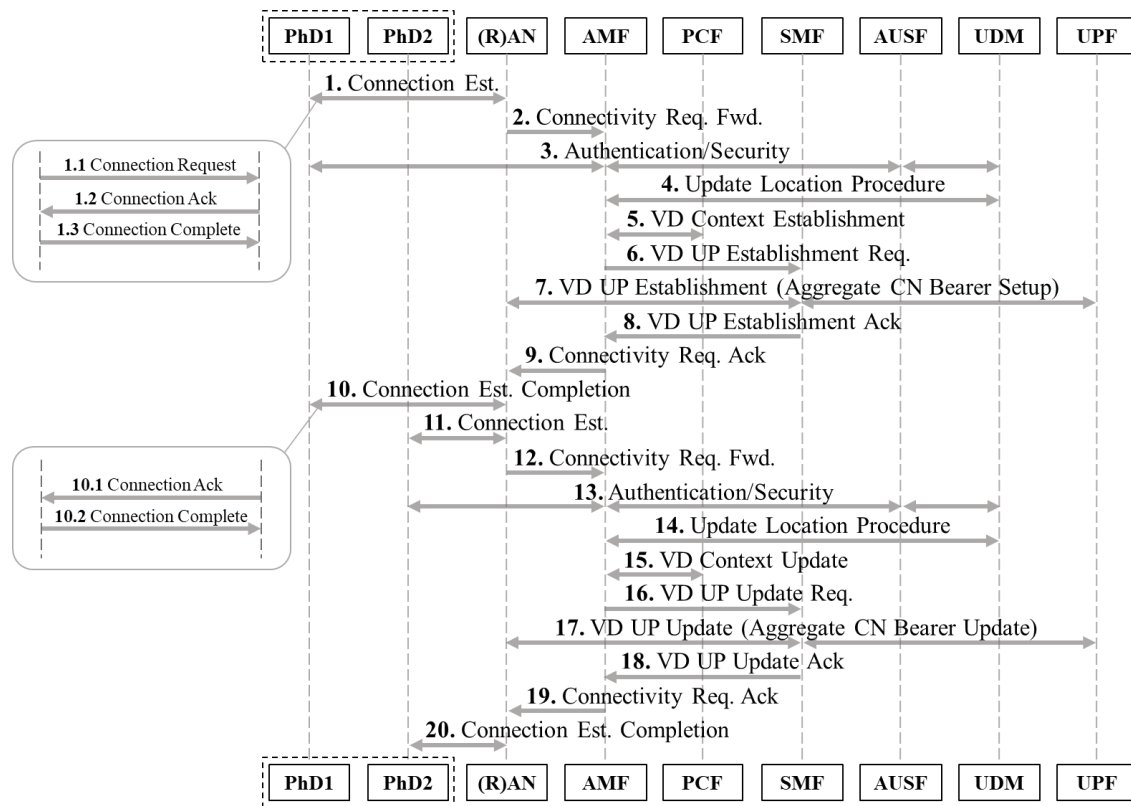 PhD1 PhD2 (R)AN AMF PCF SMF AUSF UDM UPF
1. Connection Est.
2. Connectivity Req. Fwd.
3. Authentication/Security
1.1 Connection Request
4. Update Location Procedure
1.2 Connection Ack
5. VD Context Establishment
1.3 Connection Complete
6. VD UP Establishment Req.
7. VD UP Establishment (Aggregate CN Bearer Setup)
8. VD UP Establishment Ack
9. Connectivity Req. Ack
10. Connection Est. Completion
11. Connection Est.
12. Connectivity Req. Fwd.
10.1 Connection Ack
13. Authentication/Security
10.2 Connection Complete
14. Update Location Procedure
15. VD Context Update
16. VD UP Update Req.
17. VD UP Update (Aggregate CN Bearer Update)
18. VD UP Update Ack
19. Connectivity Req. Ack
20. Connection Est. Completion
PhD1 PhD2 (R)AN AMF PCF SMF AUSF UDM UPF